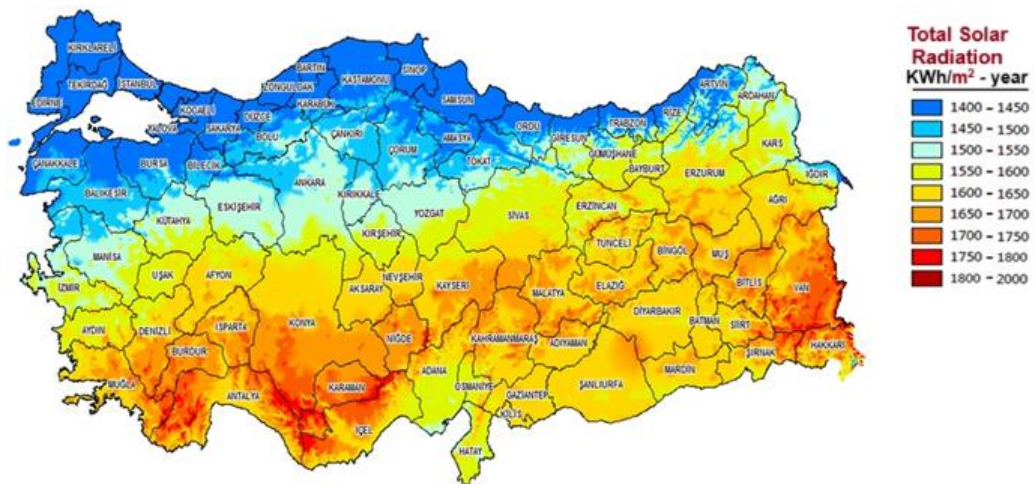 KIRKLARELİ
TEKİRDAĞ
İSTANBUL
EDİRNE
KOCAELİ
YALOVA
SAKARYA
DÜZCE
ZONGULDAK
BARTIN
KARABÜK
KASTAMONU
SİNOP
SAMSUN
ORDU
GİRESUN
TRABZON
RİZE
ARTVİN
ARDAHAN
ÇANAKKALE
BURSA
BİLECİK
BOLU
ÇANKIRI
ÇORUM
AMASYA
TOKAT
GÜMÜŞHANE
BAYBURT
KARS
BALIKESİR
KÜTAHYA
ESKİŞEHİR
ANKARA
KIRIKKALE
YOZGAT
SİVAS
ERZİNCAN
ERZURUM
IĞDIR
AĞRI
MANİSA
UŞAK
AFYON
KIRŞEHİR
NEVŞEHİR
AKSARAY
KAYSERİ
TUNCELİ
BİNGÖL
MUŞ
İZMİR
MALATYA
ELAZIĞ
BİTLİS
VAN
AYDIN
DENİZLİ
ISPARTA
KONYA
NİĞDE
KAHRAMANMARAŞ
ADIYAMAN
DİYARBAKIR
BATMAN
SİİRT
BURDUR
MUĞLA
ANTALYA
KARAMAN
ADANA
OSMANİYE
GAZİANTEP
KİLİS
ŞANLIURFA
MARDİN
ŞIRNAK
HAKKARİ
İÇEL
HATAY
Total Solar
Radiation
KWh/m² - year
1400 - 1450
1450 - 1500
1500 - 1550
1550 - 1600
1600 - 1650
1650 - 1700
1700 - 1750
1750 - 1800
1800 - 2000